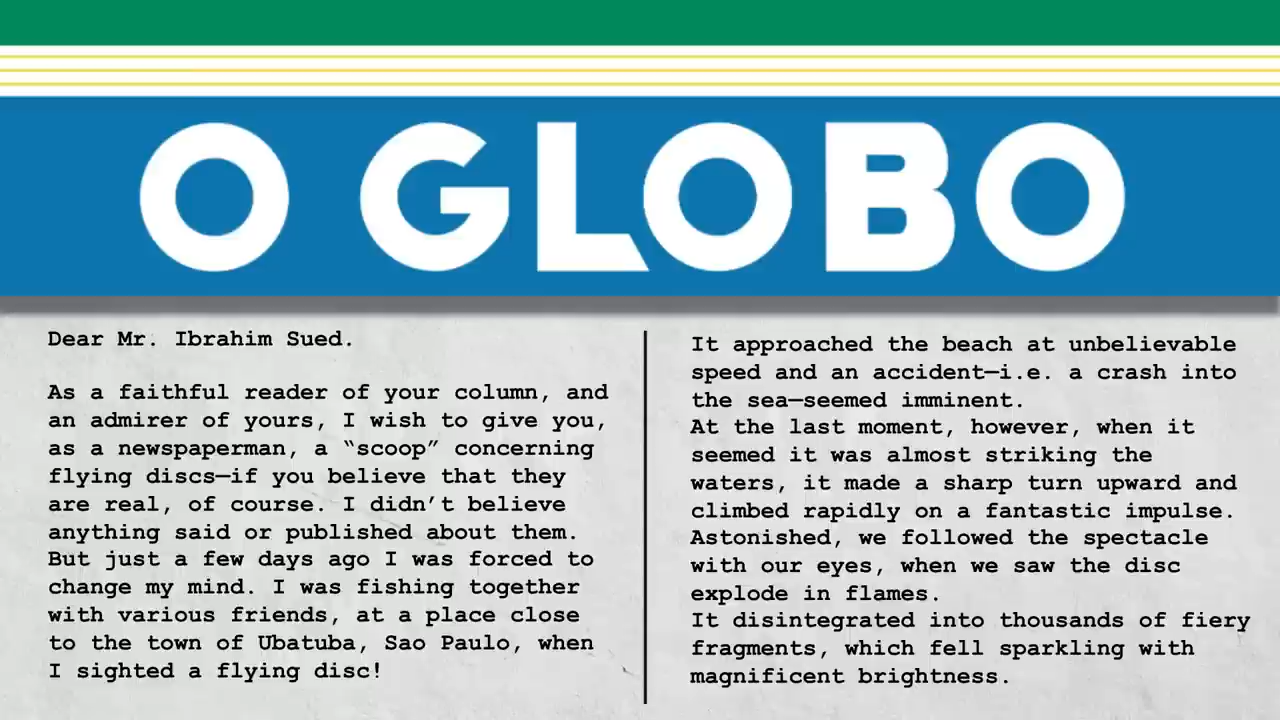 O GLOBO
Dear Mr. Ibrahim Sued.
As a faithful reader of your column, and
an admirer of yours, I wish to give you,
as a newspaperman, a “scoop” concerning
flying discs—if you believe that they
are real, of course. I didn’t believe
anything said or published about them.
But just a few days ago I was forced to
change my mind. I was fishing together
with various friends, at a place close
to the town of Ubatuba, Sao Paulo, when
I sighted a flying disc!
It approached the beach at unbelievable
speed and an accident—i.e. a crash into
the sea—seemed imminent.
At the last moment, however, when it
seemed it was almost striking the
waters, it made a sharp turn upward and
climbed rapidly on a fantastic impulse.
Astonished, we followed the spectacle
with our eyes, when we saw the disc
explode in flames.
It disintegrated into thousands of fiery
fragments, which fell sparkling with
magnificent brightness.